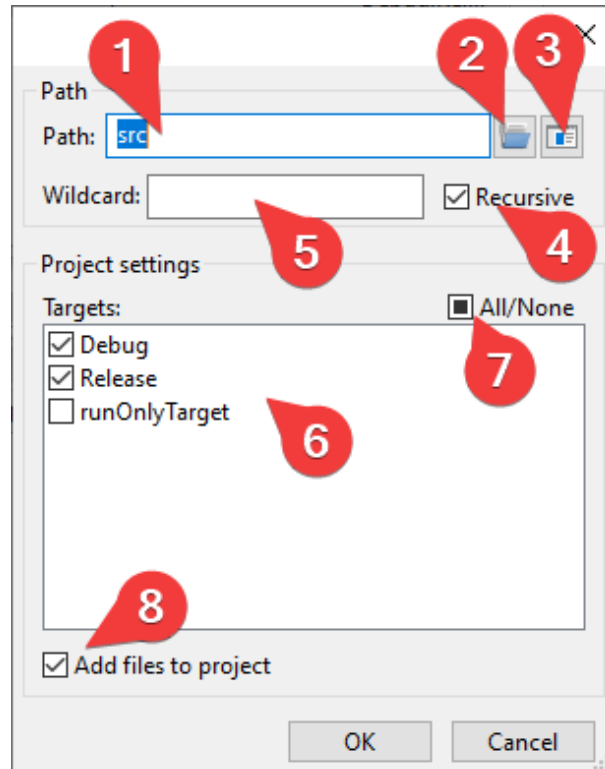 1
2
3
Path
Path: src
Wildcard:
Recursive
5
4
Project settings
Targets:
All/None
7
Debug
Release
runOnlyTarget
6
8
Add files to project
OK
Cancel